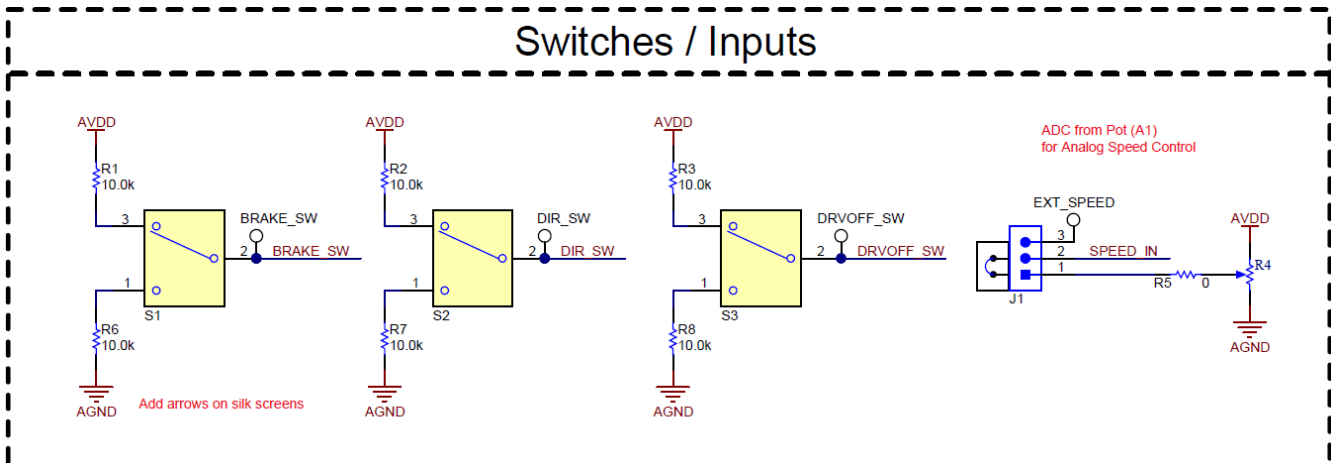 Switches / Inputs
AVDD
R1
10.0k
3
BRAKE_SW
2
BRAKE_SW
1
S1
R6
10.0k
AGND
Add arrows on silk screens
AVDD
R2
10.0k
3
DIR_SW
2
DIR_SW
1
S2
R7
10.0k
AGND
AVDD
R3
10.0k
3
DRVOFF_SW
2
DRVOFF_SW
1
S3
R8
10.0k
AGND
ADC from Pot (A1)
for Analog Speed Control
EXT_SPEED
3
2
SPEED_IN
1
J1
R5
0
AVDD
R4
AGND